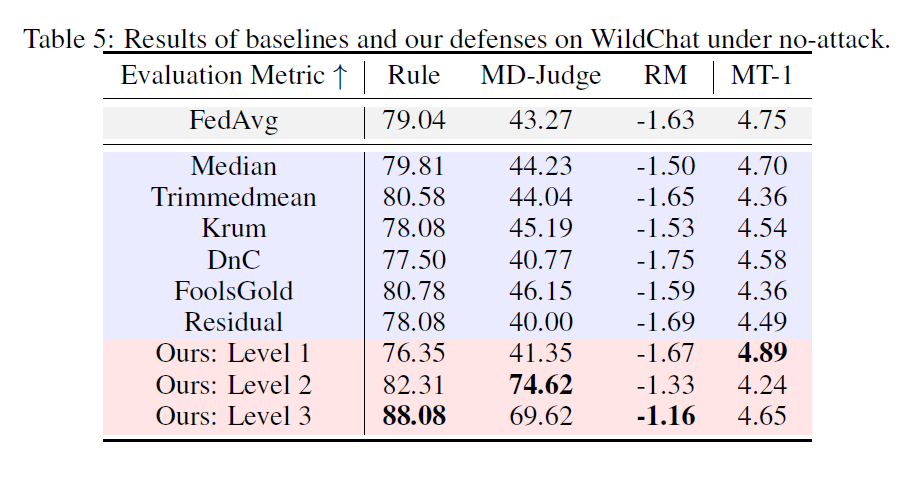 Table 5: Results of baselines and our defenses on WildChat under no-attack.
Evaluation Metric ↑ Rule MD-Judge RM MT-1
FedAvg 79.04 43.27 -1.63 4.75
Median 79.81 44.23 -1.50 4.70
Trimmedmean 80.58 44.04 -1.65 4.36
Krum 78.08 45.19 -1.53 4.54
DnC 77.50 40.77 -1.75 4.58
FoolsGold 80.78 46.15 -1.59 4.36
Residual 78.08 40.00 -1.69 4.49
Ours: Level 1 76.35 41.35 -1.67 4.89
Ours: Level 2 82.31 74.62 -1.33 4.24
Ours: Level 3 88.08 69.62 -1.16 4.65